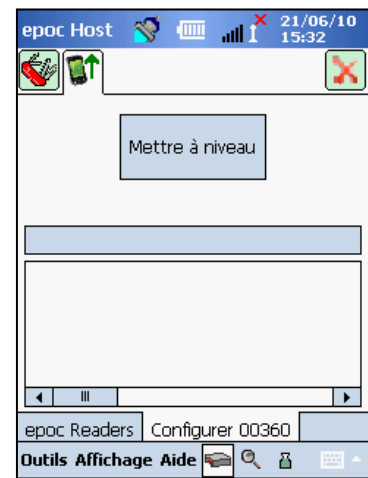 epoc Host 21/06/10
15:32
Mettre à niveau
epoc Readers Configurer 00360
Outils Affichage Aide